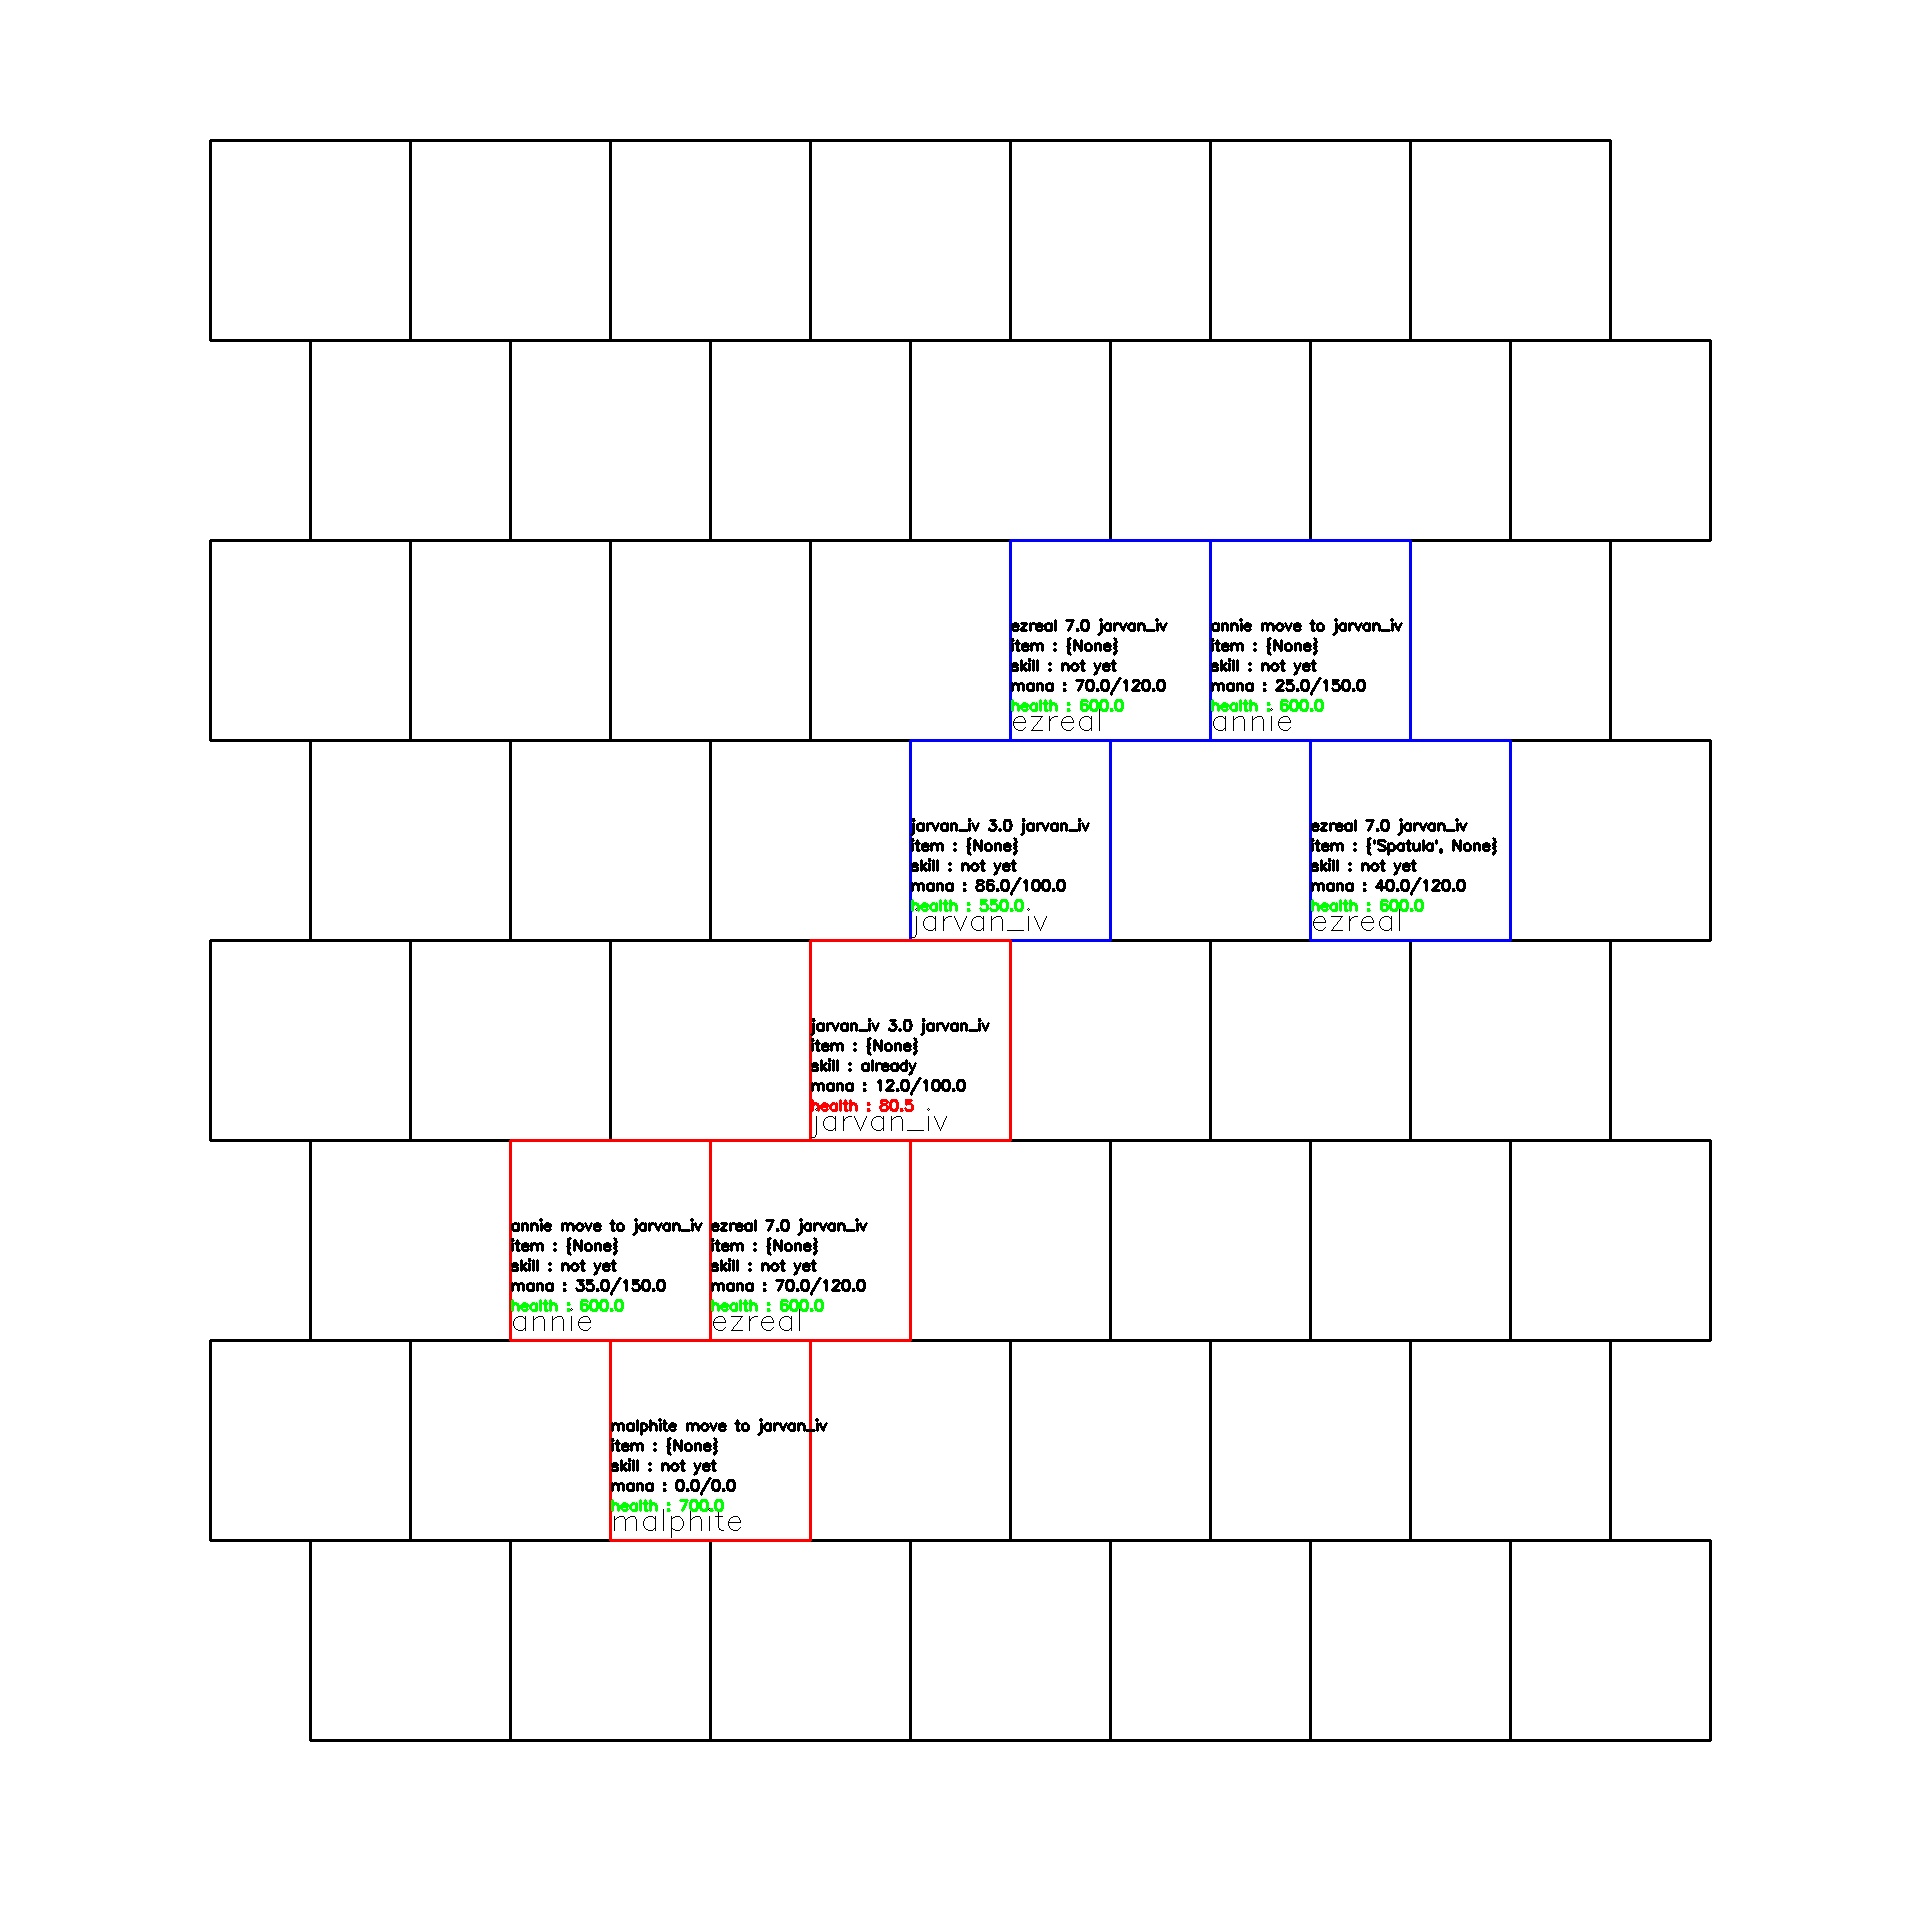 ezreal 7.0 jarvan_iv
item : {None}
skill : not yet
mana : 70.0/120.0
health : 600.0
ezreal
annie move to jarvan_iv
item : {None}
skill : not yet
mana : 25.0/150.0
health : 600.0
annie
jarvan_iv 3.0 jarvan_iv
item : {None}
skill : not yet
mana : 86.0/100.0
health : 550.0
jarvan_iv
ezreal 7.0 jarvan_iv
item : {'Spatula', None}
skill : not yet
mana : 40.0/120.0
health : 600.0
ezreal
jarvan_iv 3.0 jarvan_iv
item : {None}
skill : already
mana : 12.0/100.0
health : 80.5
jarvan_iv
annie move to jarvan_iv
item : {None}
skill : not yet
mana : 35.0/150.0
health : 600.0
annie
ezreal 7.0 jarvan_iv
item : {None}
skill : not yet
mana : 70.0/120.0
health : 600.0
ezreal
malphite move to jarvan_iv
item : {None}
skill : not yet
mana : 0.0/0.0
health : 700.0
malphite